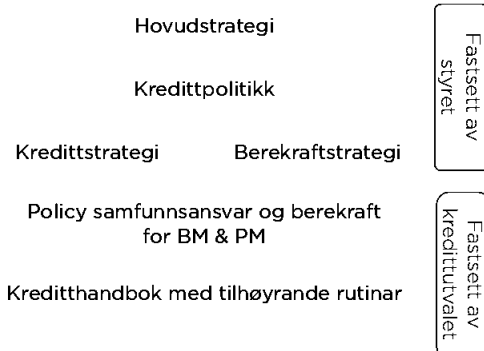 Hovudstrategi
Kredittpolitikk
Kredittstrategi
Berekraftstrategi
Fastsett av
styret
Policy samfunnsansvar og berekraft
for BM & PM
Kreditthandbok med tilhøyrande rutinar
Fastsett av
kredittutvalet